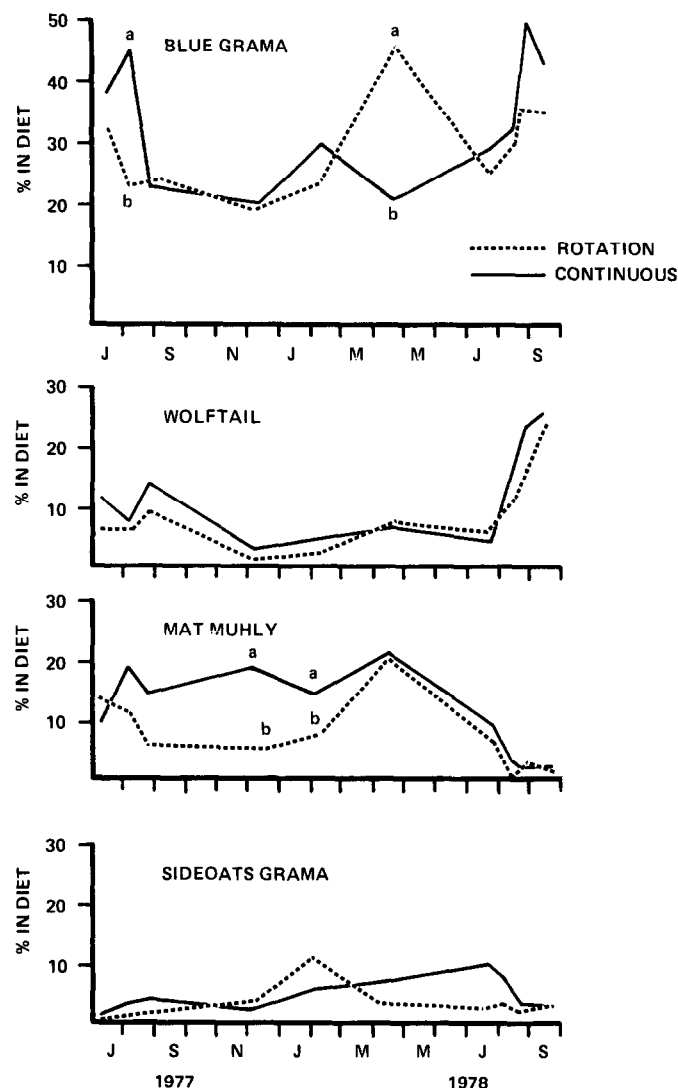 50
40
30
20
10
% IN DIET
BLUE GRAMA
a
b
a
b
ROTATION
CONTINUOUS
J S N J M M J S
30
20
10
% IN DIET
WOLFTAIL
30
20
10
% IN DIET
MAT MUHLY
a
a
b
b
30
20
10
% IN DIET
SIDEOATS GRAMA
J S N J M M J S
1977 1978